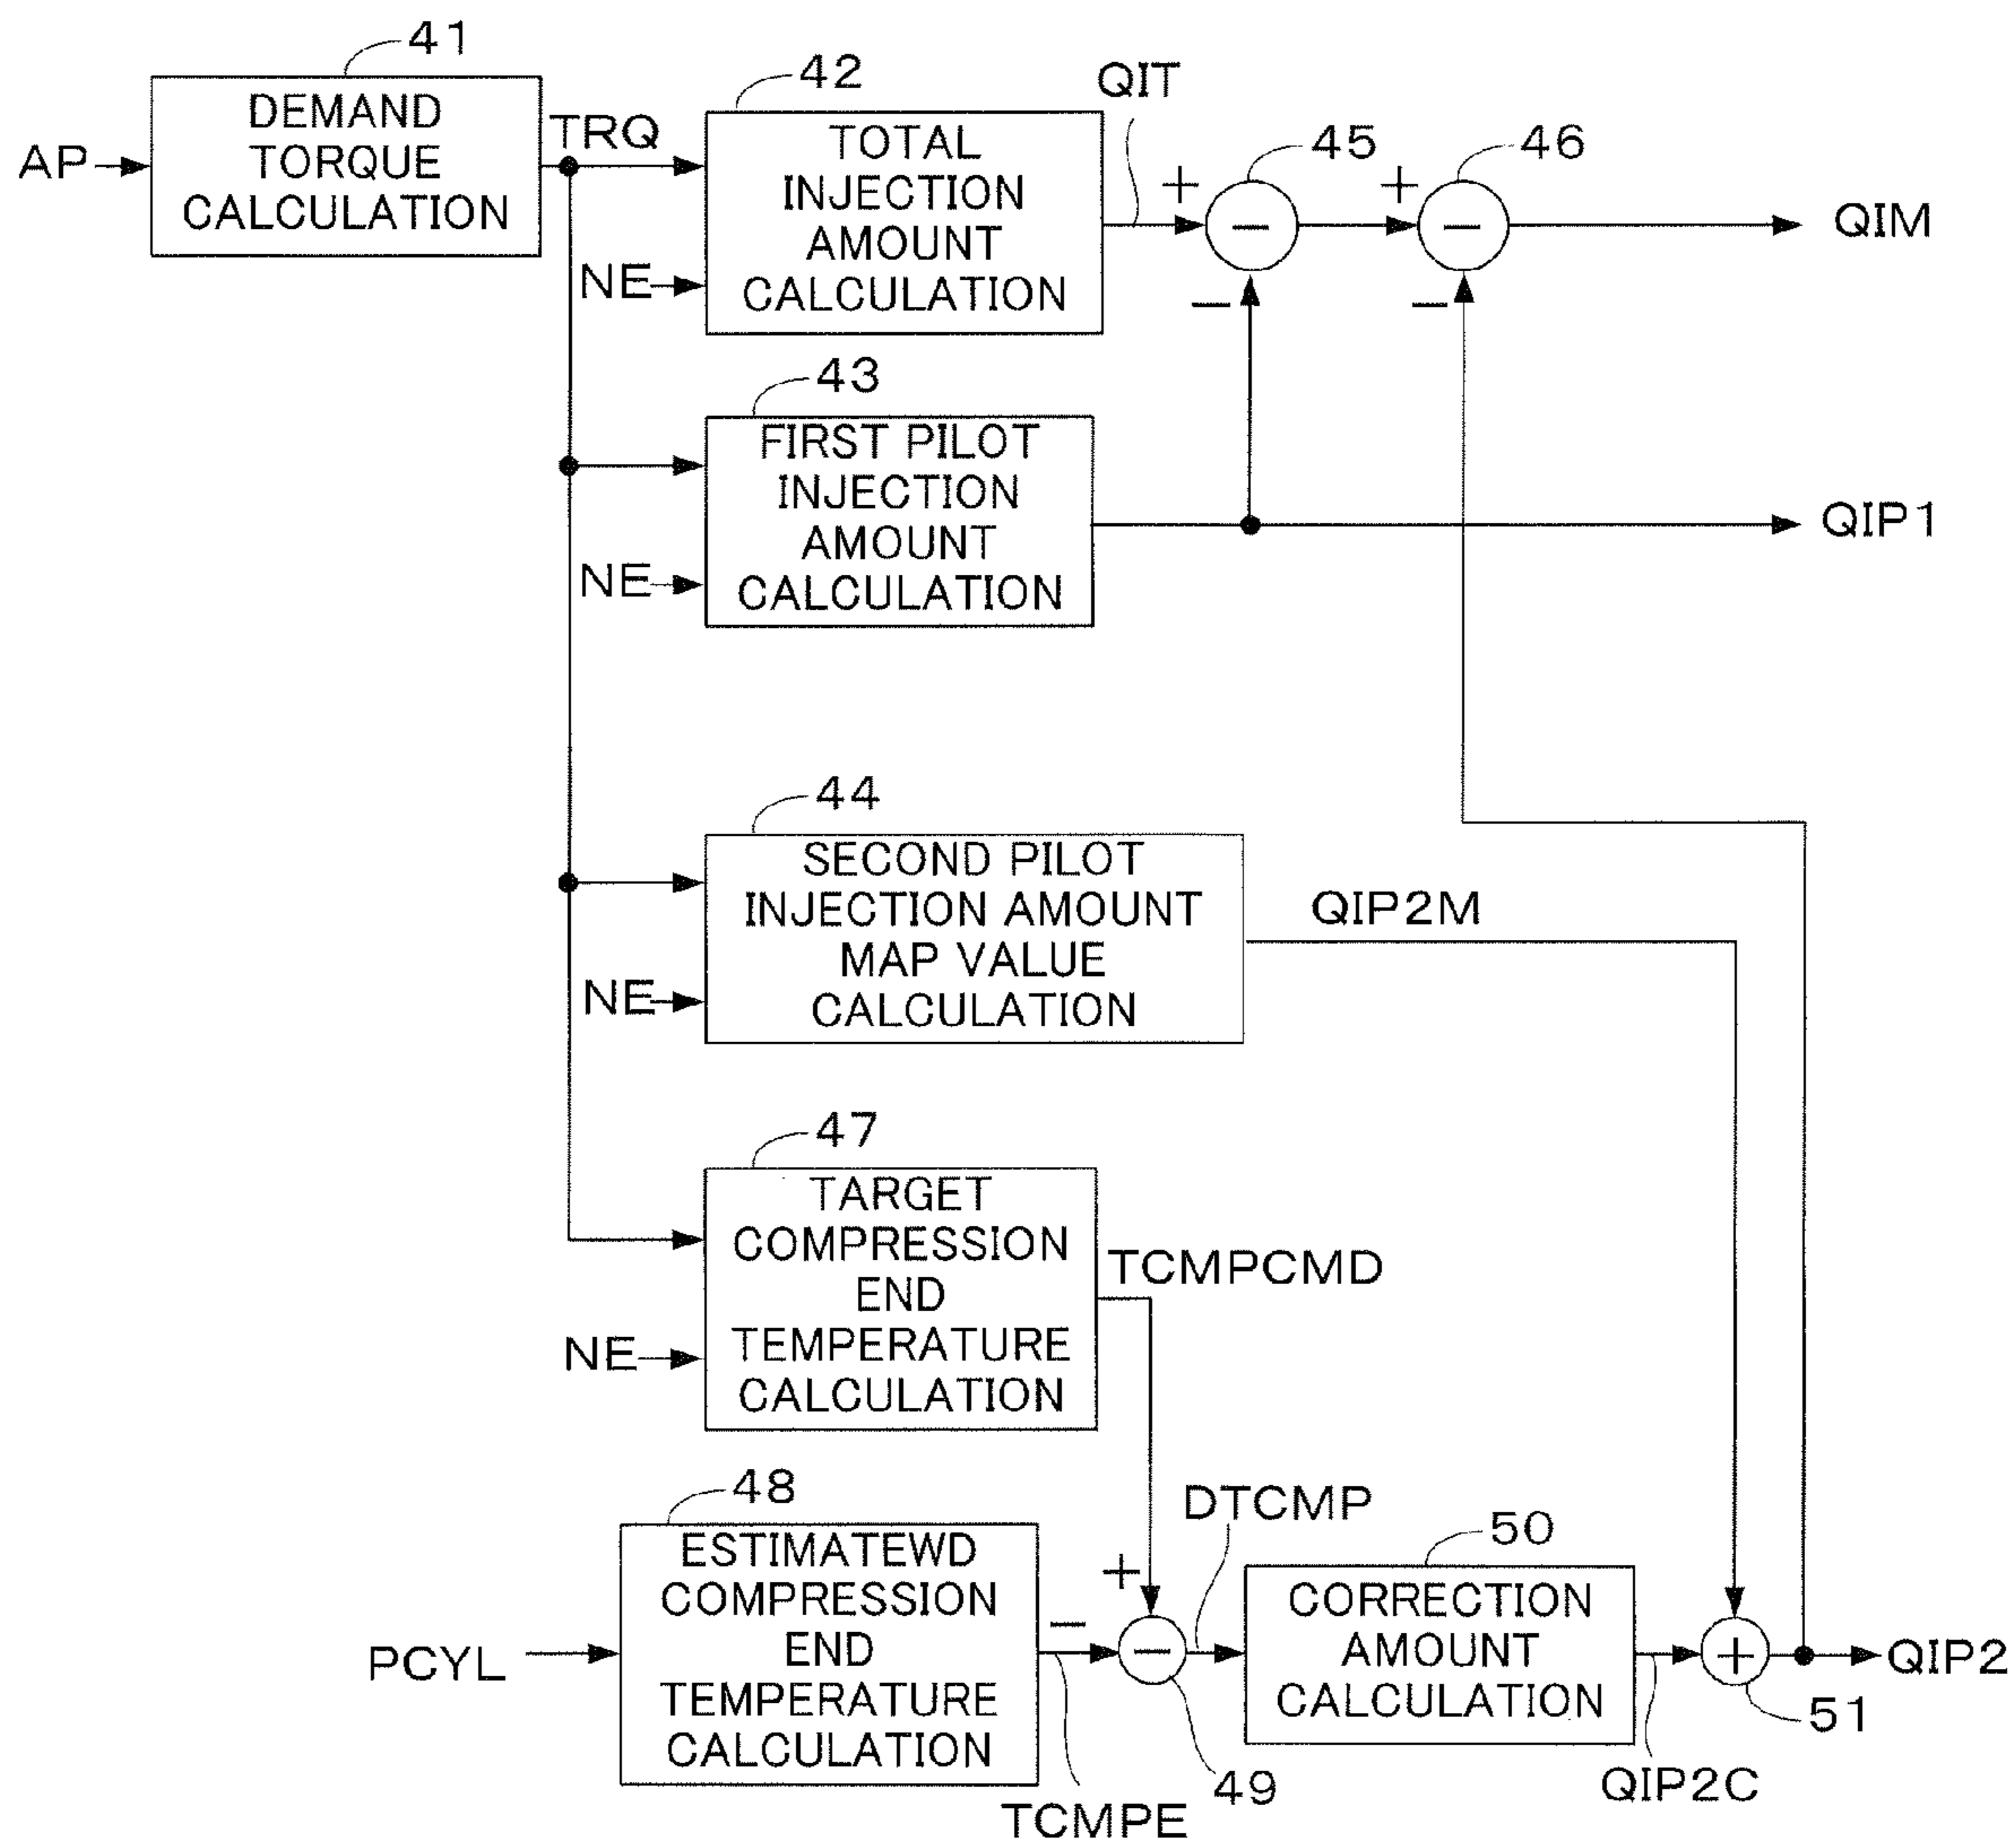 41
DEMAND
TORQUE
CALCULATION
AP
TRQ
42
TOTAL
INJECTION
AMOUNT
CALCULATION
NE
QIT
+
45
−
−
+
46
−
−
QIM
43
FIRST PILOT
INJECTION
AMOUNT
CALCULATION
NE
QIP1
44
SECOND PILOT
INJECTION AMOUNT
MAP VALUE
CALCULATION
NE
QIP2M
47
TARGET
COMPRESSION
END
TEMPERATURE
CALCULATION
NE
TCMPCMD
48
ESTIMATEWD
COMPRESSION
END
TEMPERATURE
CALCULATION
PCYL
TCMPE
+
−
−
49
DTCMP
50
CORRECTION
AMOUNT
CALCULATION
QIP2C
+
51
QIP2